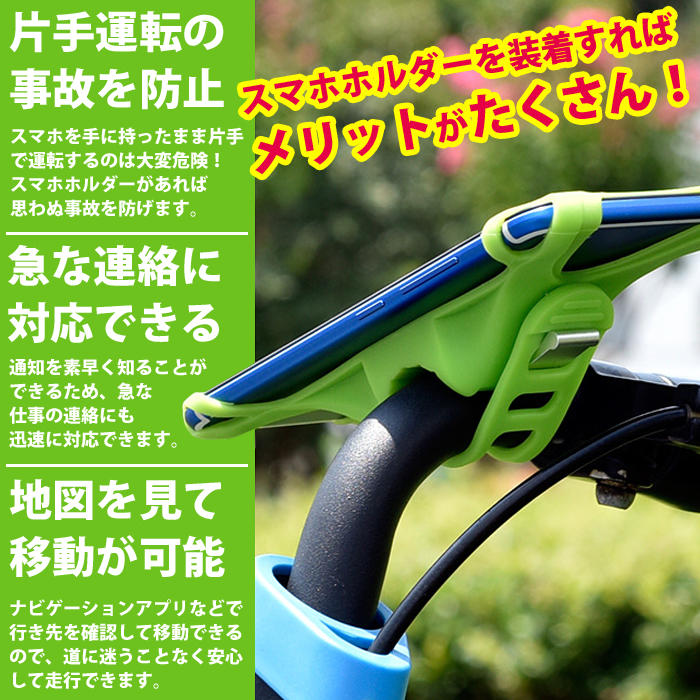 片手運転の
事故を防止
スマホを手に持ったまま片手
で運転するのは大変危険！
スマホホルダーがあれば
思わぬ事故を防げます。
急な連絡に
対応できる
通知を素早く知ることが
できるため、急な
仕事の連絡にも
迅速に対応できます。
地図を見て
移動が可能
ナビゲーションアプリなどで
行き先を確認して移動できる
ので、道に迷うことなく安心
して走行できます。
スマホホルダーを装着すれば
メリットがたくさん！